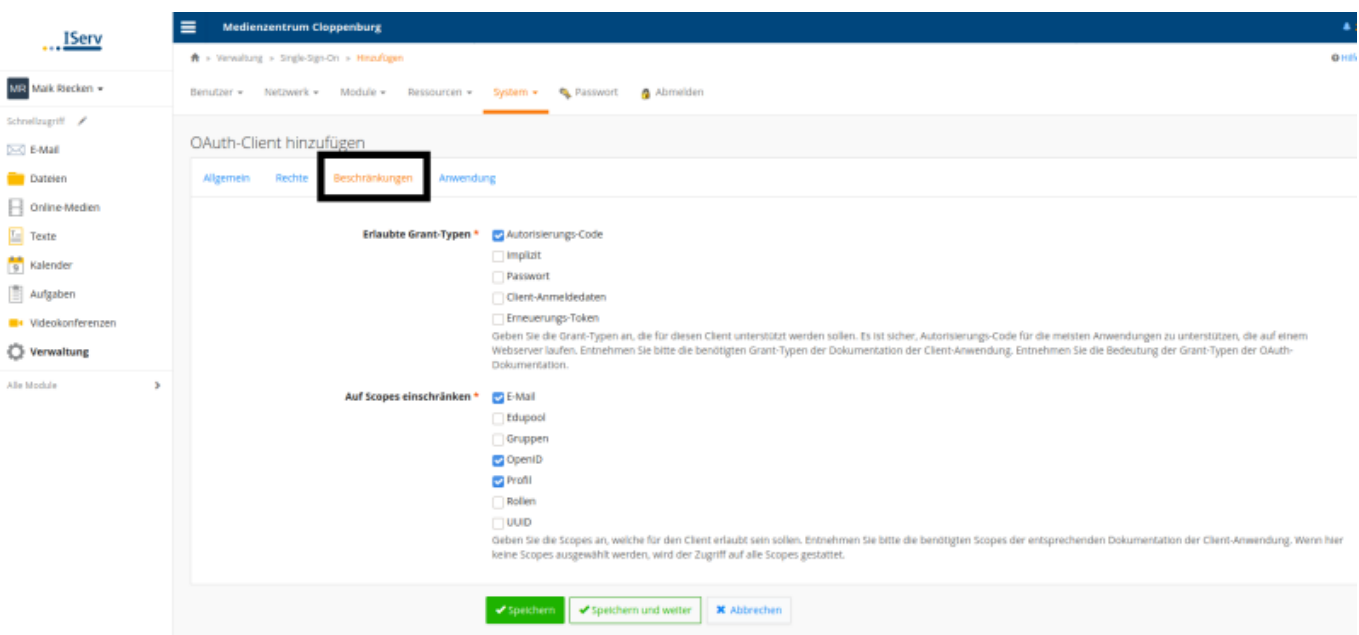 IServ
Medienzentrum Cloppenburg
Verwaltung » Single-Sign-On » Hinzufügen
Hilfe
MR Maik Riecken
Benutzer Netzwerk Module Ressourcen System Passwort Abmelden
Schnellzugriff
E-Mail
Dateien
Online-Medien
Texte
Kalender
Aufgaben
Videokonferenzen
Verwaltung
Alle Module
OAuth-Client hinzufügen
Allgemein Rechte Beschränkungen Anwendung
Erlaubte Grant-Typen * Autorisierungs-Code
Implizit
Passwort
Client-Anmeldedaten
Erneuerungs-Token
Geben Sie die Grant-Typen an, die für diesen Client unterstützt werden sollen. Es ist sicher, Autorisierungs-Code für die meisten Anwendungen zu unterstützen, die auf einem
Webserver laufen. Entnehmen Sie bitte die benötigten Grant-Typen der Dokumentation der Client-Anwendung. Entnehmen Sie die Bedeutung der Grant-Typen der OAuth-
Dokumentation.
Auf Scopes einschränken * E-Mail
Edupool
Gruppen
OpenID
Profil
Rollen
UUID
Geben Sie die Scopes an, welche für den Client erlaubt sein sollen. Entnehmen Sie bitte die benötigten Scopes der entsprechenden Dokumentation der Client-Anwendung. Wenn hier
keine Scopes ausgewählt werden, wird der Zugriff auf alle Scopes gestattet.
Speichern Speichern und weiter Abbrechen